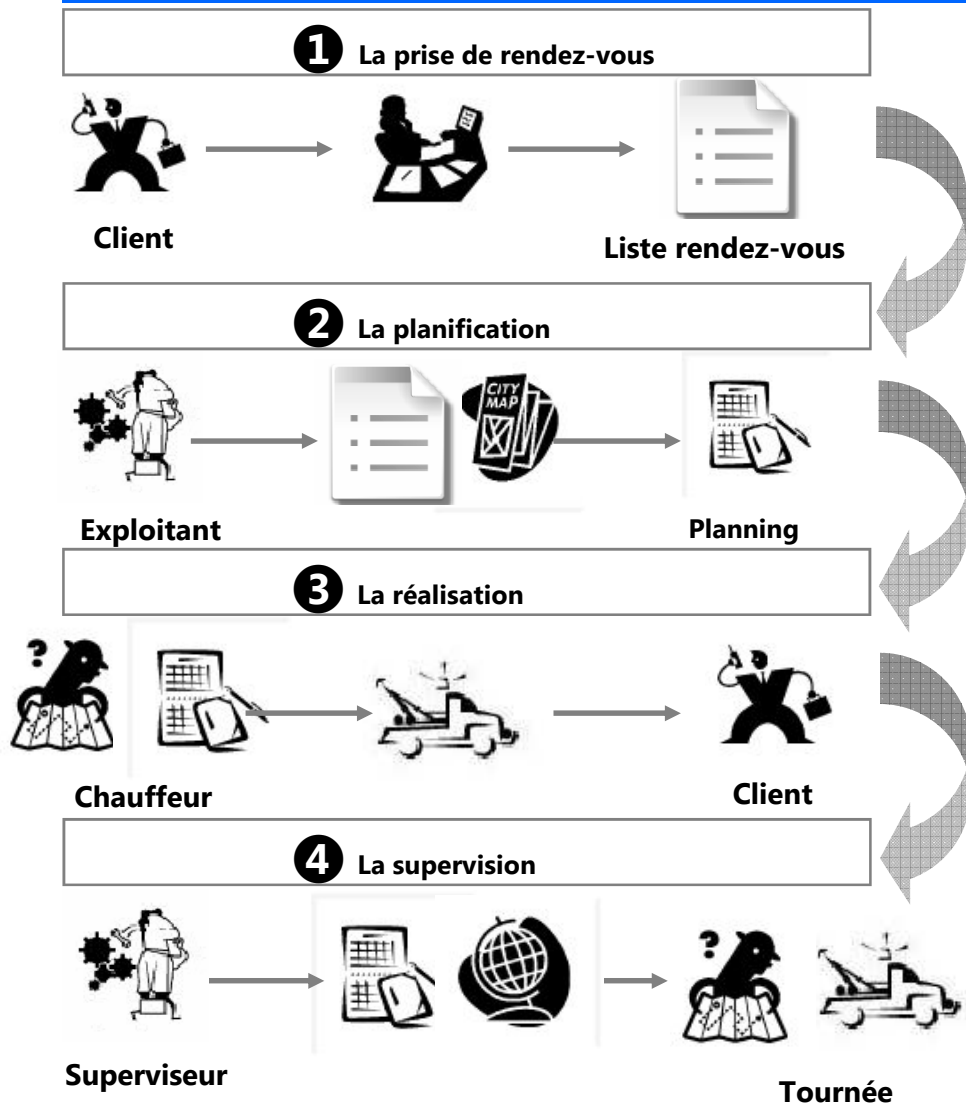 ❶ La prise de rendez-vous
Client
Liste rendez-vous
❷ La planification
CITY
MAP
Exploitant
Planning
❸ La réalisation
?
Chauffeur
Client
❹ La supervision
?
Superviseur
Tournée